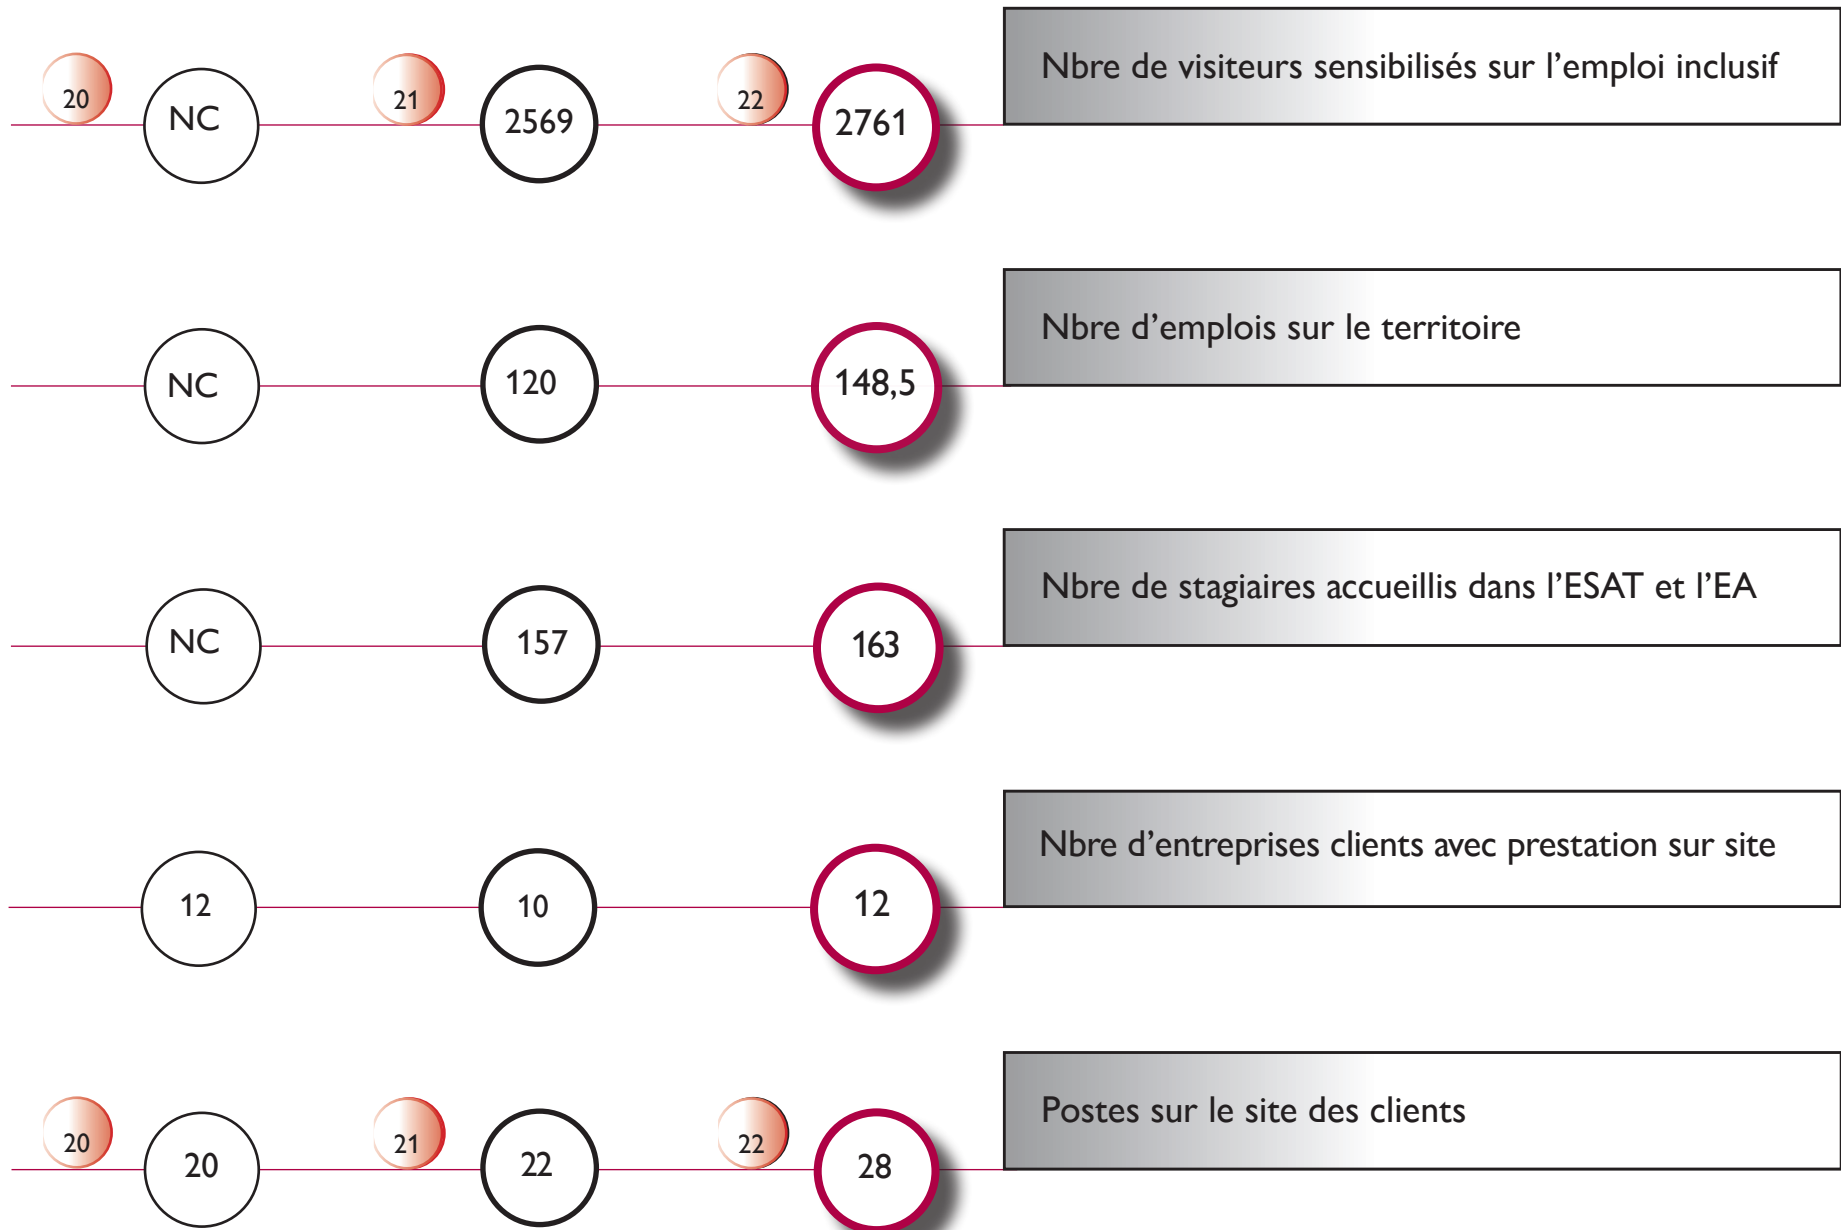 20 NC 21 2569 22 2761 Nbre de visiteurs sensibilisés sur l’emploi inclusif
NC 120 148,5 Nbre d’emplois sur le territoire
NC 157 163 Nbre de stagiaires accueillis dans l’ESAT et l’EA
12 10 12 Nbre d’entreprises clients avec prestation sur site
20 20 21 22 22 28 Postes sur le site des clients